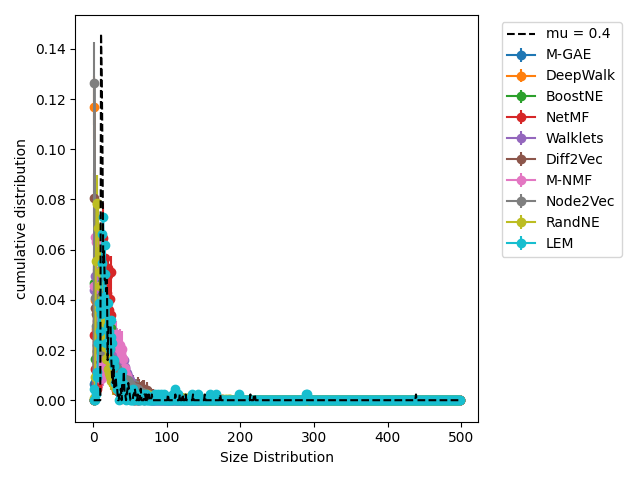 0.14
0.12
0.10
0.08
0.06
0.04
0.02
0.00
cumulative distribution
0
100
200
300
400
500
Size Distribution
mu = 0.4
M-GAE
DeepWalk
BoostNE
NetMF
Walklets
Diff2Vec
M-NMF
Node2Vec
RandNE
LEM